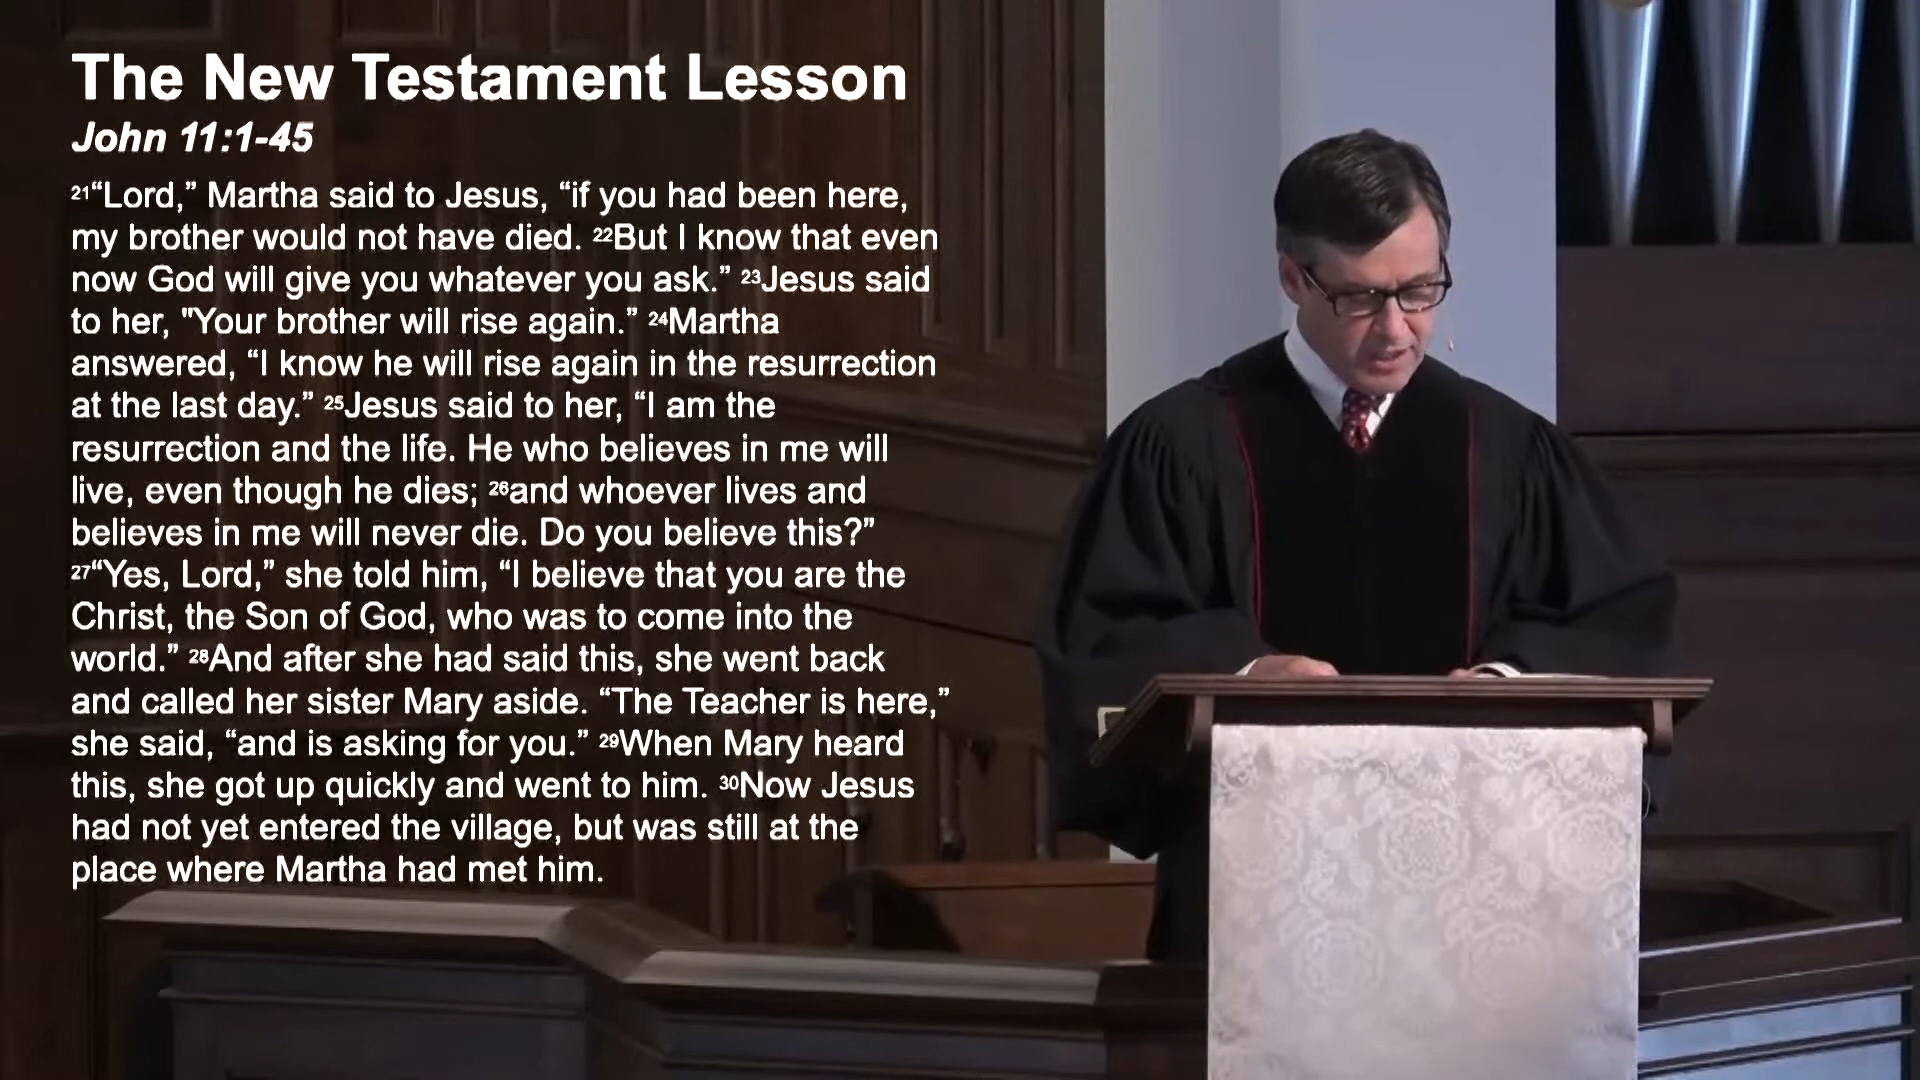 The New Testament Lesson
John 11:1-45
21“Lord,” Martha said to Jesus, “if you had been here,
my brother would not have died. 22But I know that even
now God will give you whatever you ask.” 23Jesus said
to her, "Your brother will rise again.” 24Martha
answered, “I know he will rise again in the resurrection
at the last day.” 25Jesus said to her, “I am the
resurrection and the life. He who believes in me will
live, even though he dies; 26and whoever lives and
believes in me will never die. Do you believe this?”
27“Yes, Lord,” she told him, “I believe that you are the
Christ, the Son of God, who was to come into the
world.” 28And after she had said this, she went back
and called her sister Mary aside. “The Teacher is here,”
she said, “and is asking for you.” 29When Mary heard
this, she got up quickly and went to him. 30Now Jesus
had not yet entered the village, but was still at the
place where Martha had met him.